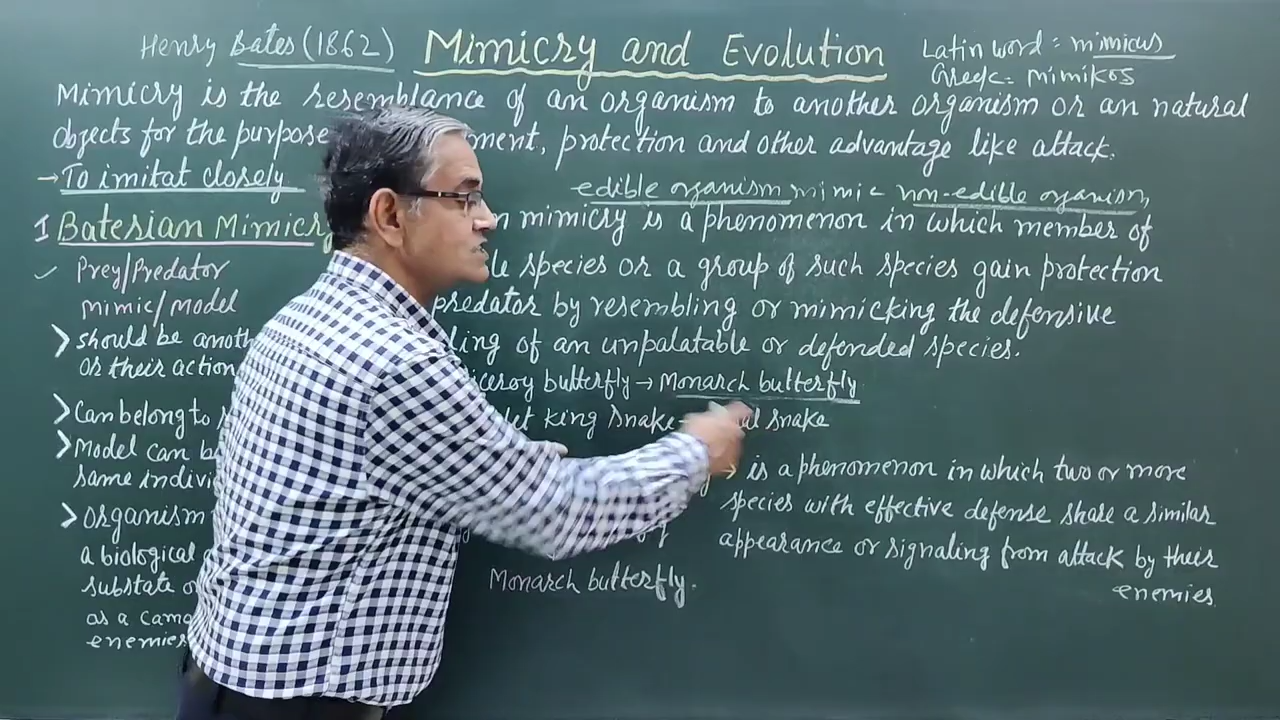 Henry Bates (1862)
Mimicry and Evolution
Latin word = mimicus
Greek = mimikos
Mimicry is the resemblance of an organism to another organism or an natural
objects for the purpose ment, protection and other advantage like attack.
→ To imitat closely
edible organism mimic non-edible organism
I Batesian Mimicry
n mimicry is a phenomenon in which member of
le species or a group of such species gain protection
predator by resembling or mimicking the defensive
ling of an unpalatable or defended species.
✓ Prey/Predator
Mimic/Model
> should be anoth
or their action
iceroy butterfly → Monarch butterfly
let king snake al snake
> Can belong to
> Model can be
same indivi
> organism
a biological
substate o
as a camo
enemies
→ is a phenomenon in which two or more
species with effective defense share a similar
appearance or signaling from attack by their
enemies.
Monarch butterfly.